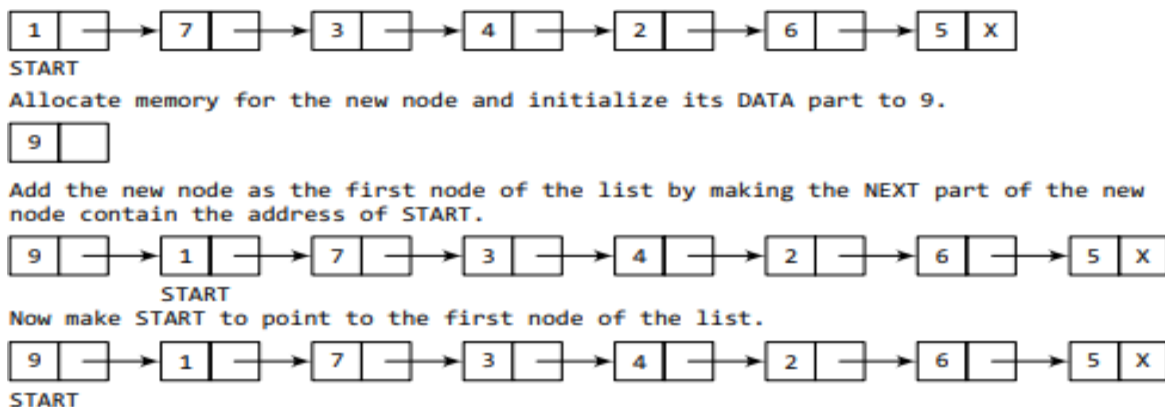 1 7 3 4 2 6 5 X
START
Allocate memory for the new node and initialize its DATA part to 9.
9
Add the new node as the first node of the list by making the NEXT part of the new
node contain the address of START.
9 1 7 3 4 2 6 5 X
START
Now make START to point to the first node of the list.
9 1 7 3 4 2 6 5 X
START